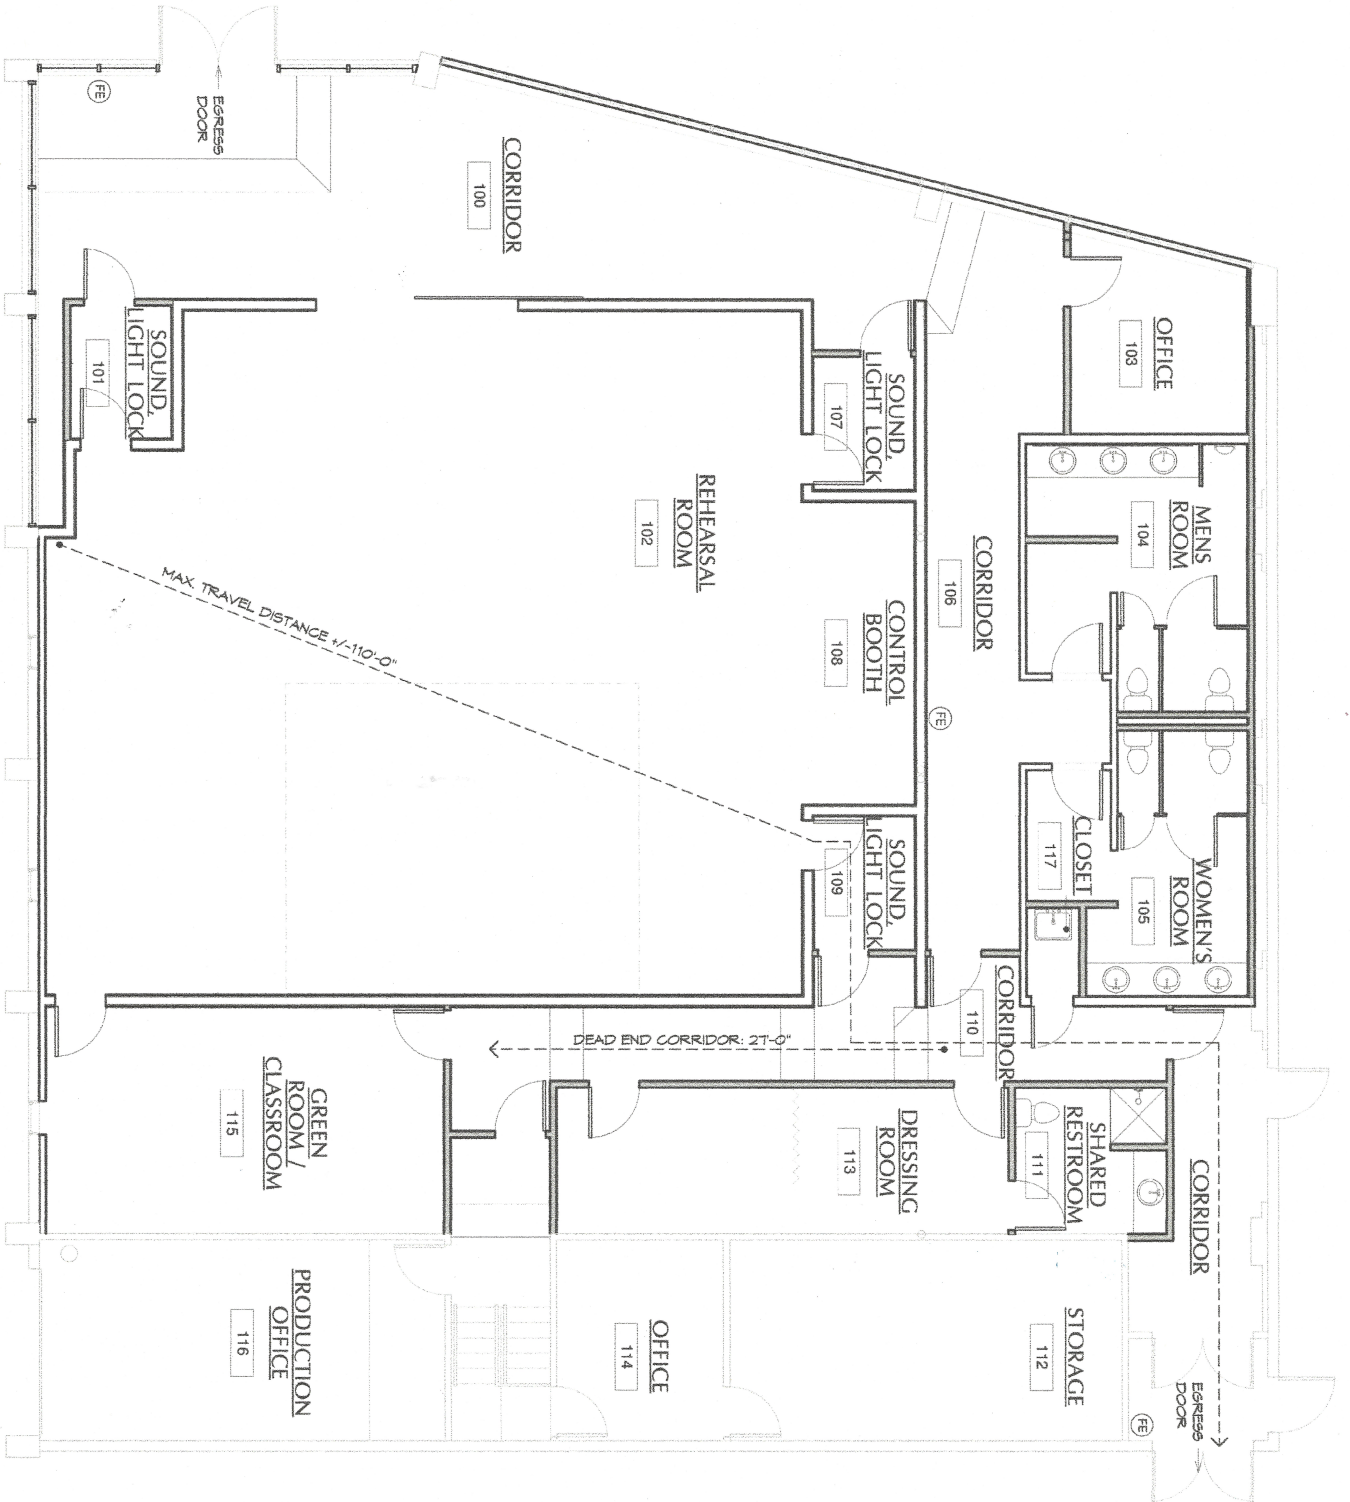 FE
EGRESS
DOOR
CORRIDOR
100
SOUND,
LIGHT LOCK
101
OFFICE
103
SOUND,
LIGHT LOCK
107
REHEARSAL
ROOM
102
MENS
ROOM
104
CORRIDOR
106
CONTROL
BOOTH
108
MAX. TRAVEL DISTANCE +/-110'-0"
FE
CLOSET
117
WOMEN'S
ROOM
105
SOUND,
LIGHT LOCK
109
CORRIDOR
110
DEAD END CORRIDOR: 27'-0"
GREEN
ROOM /
CLASSROOM
115
DRESSING
ROOM
113
SHARED
RESTROOM
111
CORRIDOR
PRODUCTION
OFFICE
116
OFFICE
114
STORAGE
112
EGRESS
DOOR
FE